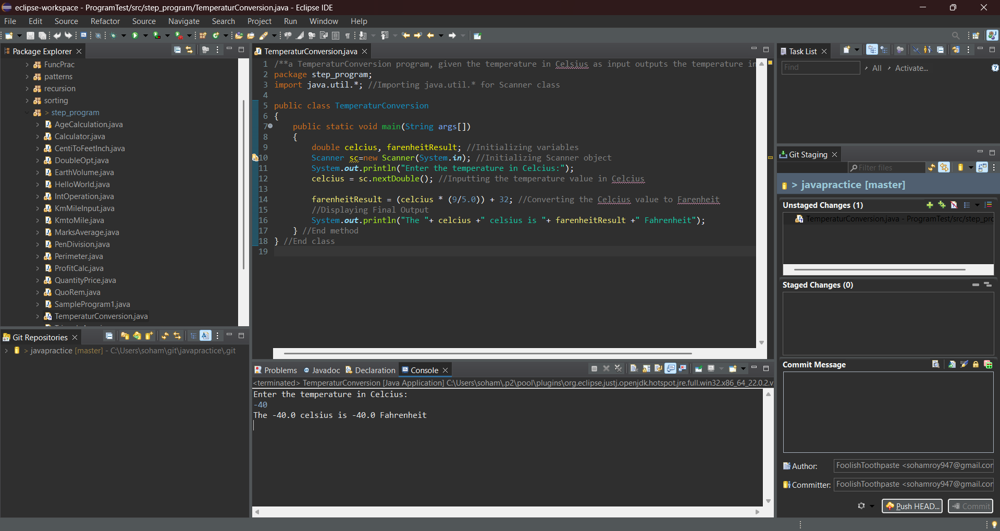 eclipse-workspace - ProgramTest/src/step_program/TemperaturConversion.java - Eclipse IDE
File Edit Source Refactor Source Navigate Search Project Run Window Help
Package Explorer
FuncPrac
patterns
recursion
sorting
> step_program
AgeCalculation.java
Calculator.java
CentiToFeetInch.java
DoubleOpt.java
EarthVolume.java
HelloWorld.java
IntOperation.java
KmMileInput.java
KmtoMile.java
MarksAverage.java
PenDivision.java
Perimeter.java
ProfitCalc.java
QuantityPrice.java
QuoRem.java
SampleProgram1.java
TemperaturConversion.java
Git Repositories
> javapractice [master] - C:\Users\soham\git\javapractice\.git
TemperaturConversion.java
1 /**a TemperaturConversion program, given the temperature in Celsius as input outputs the temperature in
2 package step_program;
3 import java.util.*; //Importing java.util.* for Scanner class
4
5 public class TemperaturConversion
6 {
7 public static void main(String args[])
8 {
9 double celcius, farenheitResult; //Initializing variables
10 Scanner sc=new Scanner(System.in); //Initializing Scanner object
11 System.out.println("Enter the temperature in Celcius:");
12 celcius = sc.nextDouble(); //Inputting the temperature value in Celcius
13
14 farenheitResult = (celcius * (9/5.0)) + 32; //Converting the Celcius value to Farenheit
15 //Displaying Final Output
16 System.out.println("The "+ celcius +" celsius is "+ farenheitResult +" Fahrenheit");
17 } //End method
18 } //End class
19
Problems Javadoc Declaration Console
<terminated> TemperaturConversion [Java Application] C:\Users\soham\.p2\pool\plugins\org.eclipse.justj.openjdk.hotspot.jre.full.win32.x86_64_22.0.2.v
Enter the temperature in Celcius:
-40
The -40.0 celsius is -40.0 Fahrenheit
Task List
Find All Activate...
Git Staging
Filter files
> javapractice [master]
Unstaged Changes (1)
TemperaturConversion.java - ProgramTest/src/step_pro
Staged Changes (0)
Commit Message
Author: FoolishToothpaste <sohamroy947@gmail.com
Committer: FoolishToothpaste <sohamroy947@gmail.com
Push HEAD... Commit